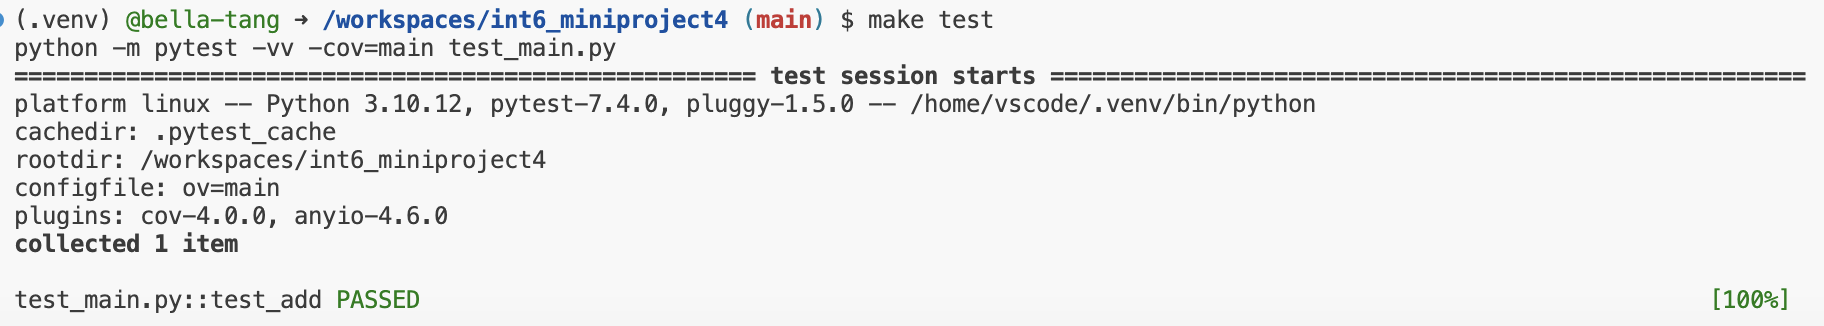 (.venv) @bella-tang → /workspaces/int6_miniproject4 (main) $ make test
python -m pytest -vv -cov=main test_main.py
===================================================== test session starts ======================================================
platform linux -- Python 3.10.12, pytest-7.4.0, pluggy-1.5.0 -- /home/vscode/.venv/bin/python
cachedir: .pytest_cache
rootdir: /workspaces/int6_miniproject4
configfile: ov=main
plugins: cov-4.0.0, anyio-4.6.0
collected 1 item
test_main.py::test_add PASSED [100%]